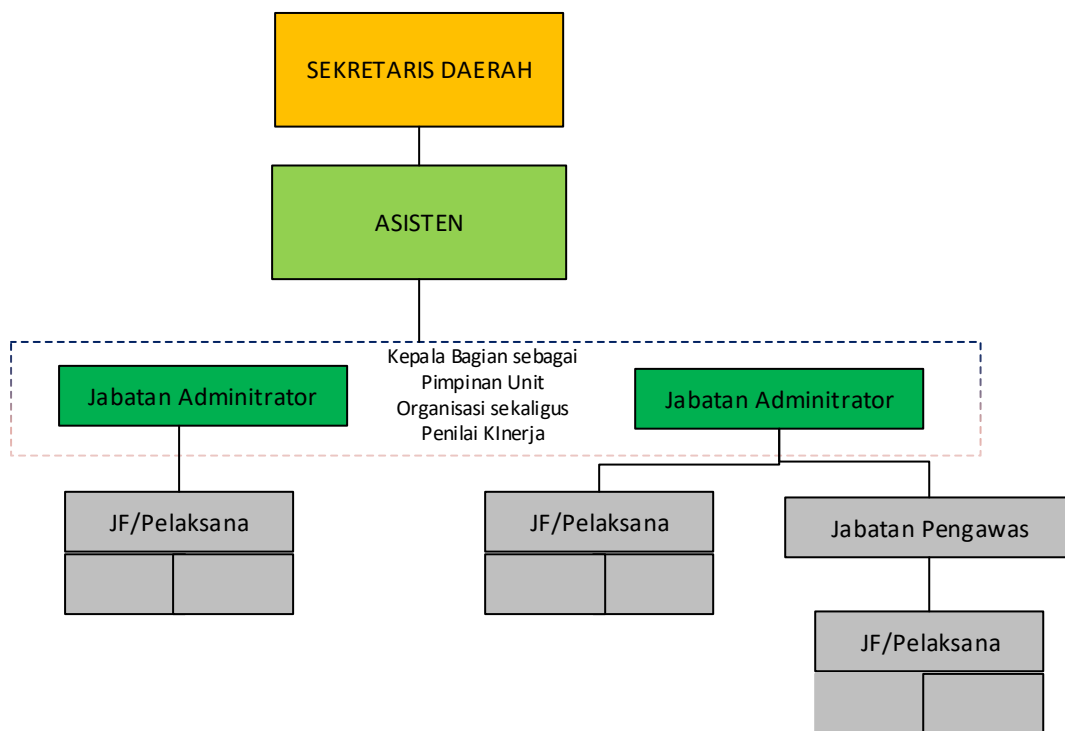 SEKRETARIS DAERAH
ASISTEN
Kepala Bagian sebagai
Pimpinan Unit
Organisasi sekaligus
Penilai KInerja
Jabatan Adminitrator
Jabatan Adminitrator
JF/Pelaksana
JF/Pelaksana
Jabatan Pengawas
JF/Pelaksana